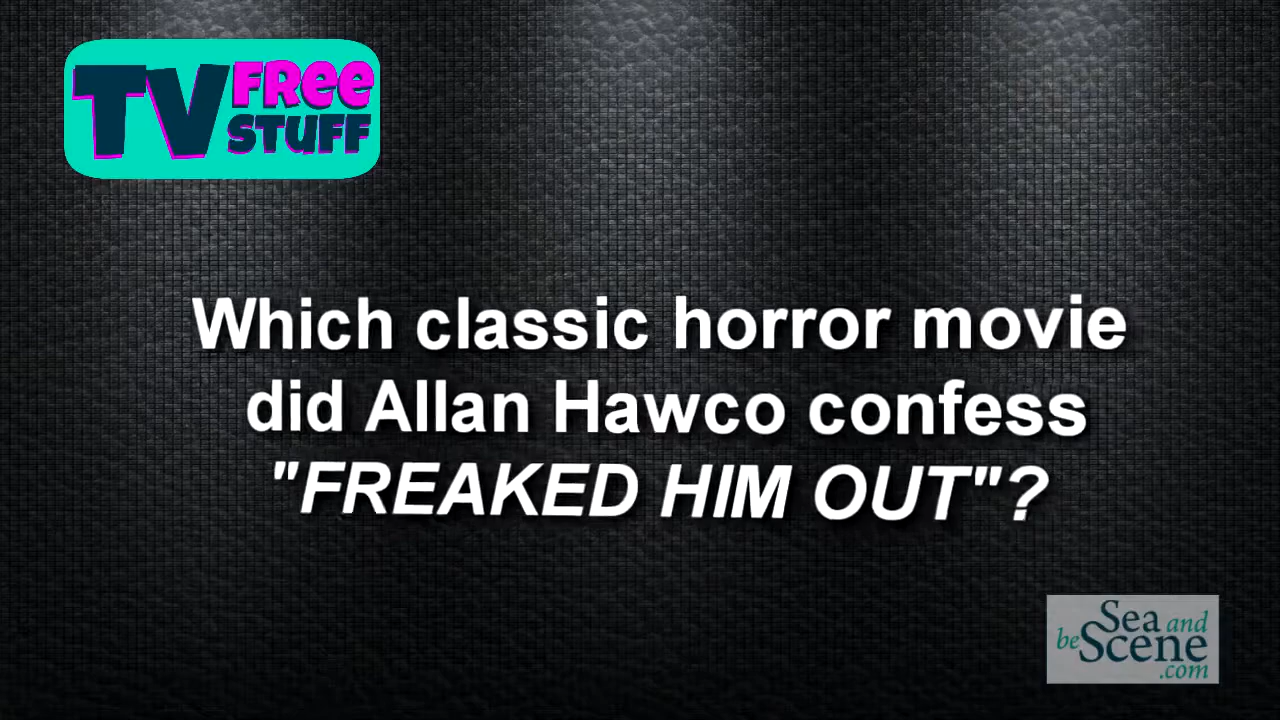 TV FRee
STUFF
Which classic horror movie
did Allan Hawco confess
"FREAKED HIM OUT"?
Sea and
be Scene
.com